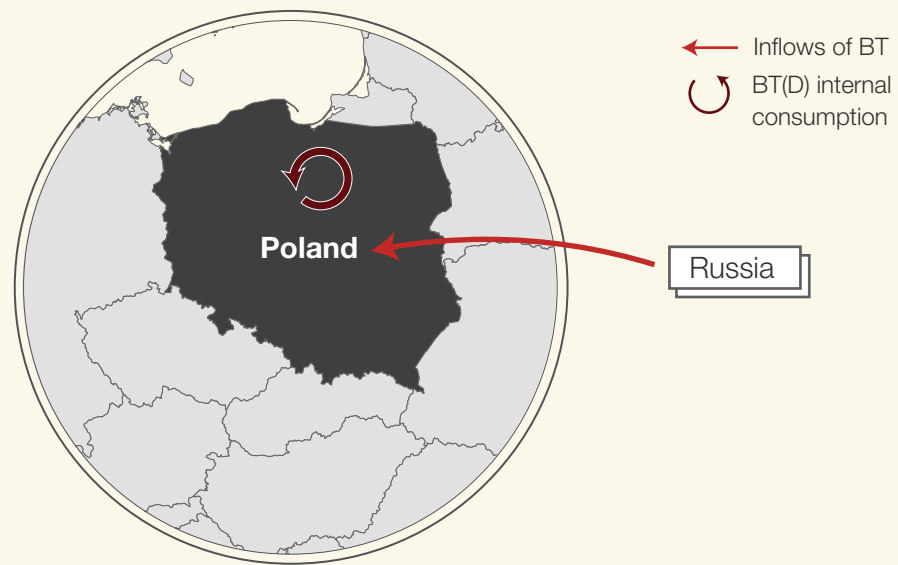 Inflows of BT
BT(D) internal
consumption
Poland
Russia